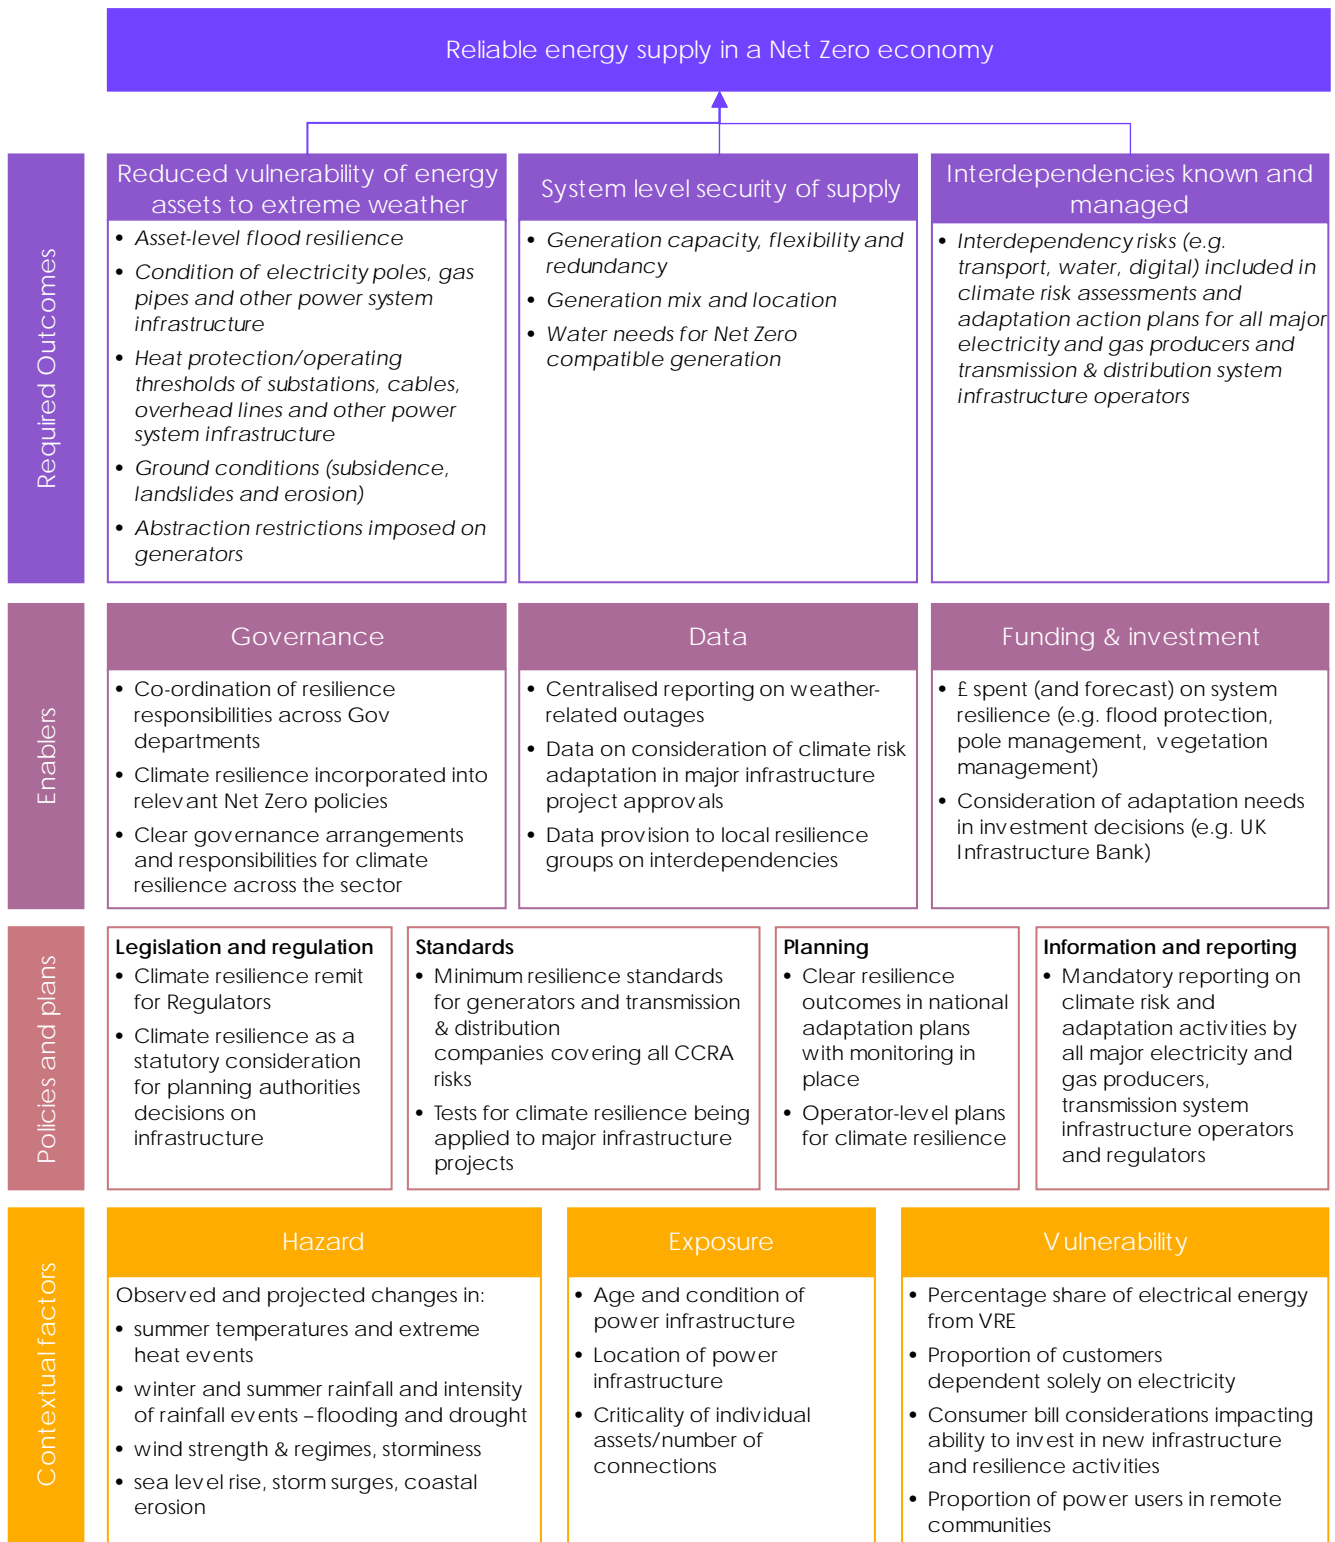 Reliable energy supply in a Net Zero economy
Required Outcomes
Reduced vulnerability of energy
assets to extreme weather
• Asset-level flood resilience
• Condition of electricity poles, gas
pipes and other power system
infrastructure
• Heat protection/operating
thresholds of substations, cables,
overhead lines and other power
system infrastructure
• Ground conditions (subsidence,
landslides and erosion)
• Abstraction restrictions imposed on
generators
System level security of supply
• Generation capacity, flexibility and
redundancy
• Generation mix and location
• Water needs for Net Zero
compatible generation
Interdependencies known and
managed
• Interdependency risks (e.g.
transport, water, digital) included in
climate risk assessments and
adaptation action plans for all major
electricity and gas producers and
transmission & distribution system
infrastructure operators
Enablers
Governance
• Co-ordination of resilience
responsibilities across Gov
departments
• Climate resilience incorporated into
relevant Net Zero policies
• Clear governance arrangements
and responsibilities for climate
resilience across the sector
Data
• Centralised reporting on weather-
related outages
• Data on consideration of climate risk
adaptation in major infrastructure
project approvals
• Data provision to local resilience
groups on interdependencies
Funding & investment
• £ spent (and forecast) on system
resilience (e.g. flood protection,
pole management, vegetation
management)
• Consideration of adaptation needs
in investment decisions (e.g. UK
Infrastructure Bank)
Policies and plans
Legislation and regulation
• Climate resilience remit
for Regulators
• Climate resilience as a
statutory consideration
for planning authorities
decisions on
infrastructure
Standards
• Minimum resilience standards
for generators and transmission
& distribution
companies covering all CCRA
risks
• Tests for climate resilience being
applied to major infrastructure
projects
Planning
• Clear resilience
outcomes in national
adaptation plans
with monitoring in
place
• Operator-level plans
for climate resilience
Information and reporting
• Mandatory reporting on
climate risk and
adaptation activities by
all major electricity and
gas producers,
transmission system
infrastructure operators
and regulators
Contextual factors
Hazard
Observed and projected changes in:
• summer temperatures and extreme
heat events
• winter and summer rainfall and intensity
of rainfall events – flooding and drought
• wind strength & regimes, storminess
• sea level rise, storm surges, coastal
erosion
Exposure
• Age and condition of
power infrastructure
• Location of power
infrastructure
• Criticality of individual
assets/number of
connections
Vulnerability
• Percentage share of electrical energy
from VRE
• Proportion of customers
dependent solely on electricity
• Consumer bill considerations impacting
ability to invest in new infrastructure
and resilience activities
• Proportion of power users in remote
communities